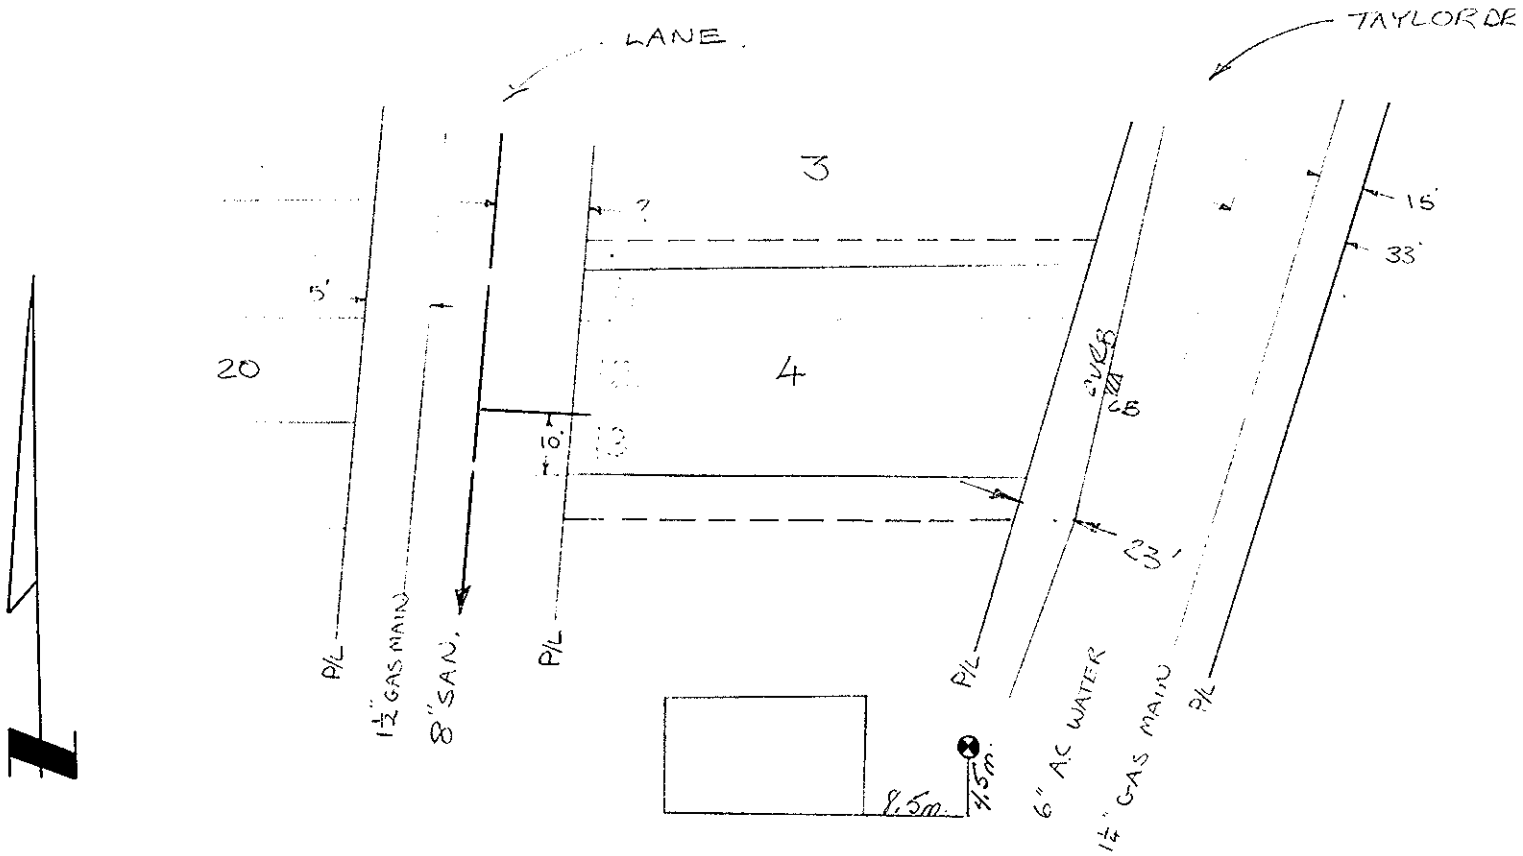 LANE.
TAYLOR DR
3
?
15'
33'
5'
20
4
CURB
CB
10'
13
23'
P/L
1½" GAS MAIN
8" SAN.
P/L
P/L
6" A.C. WATER
1¼" GAS MAIN
P/L
8.5m.
4.5m.